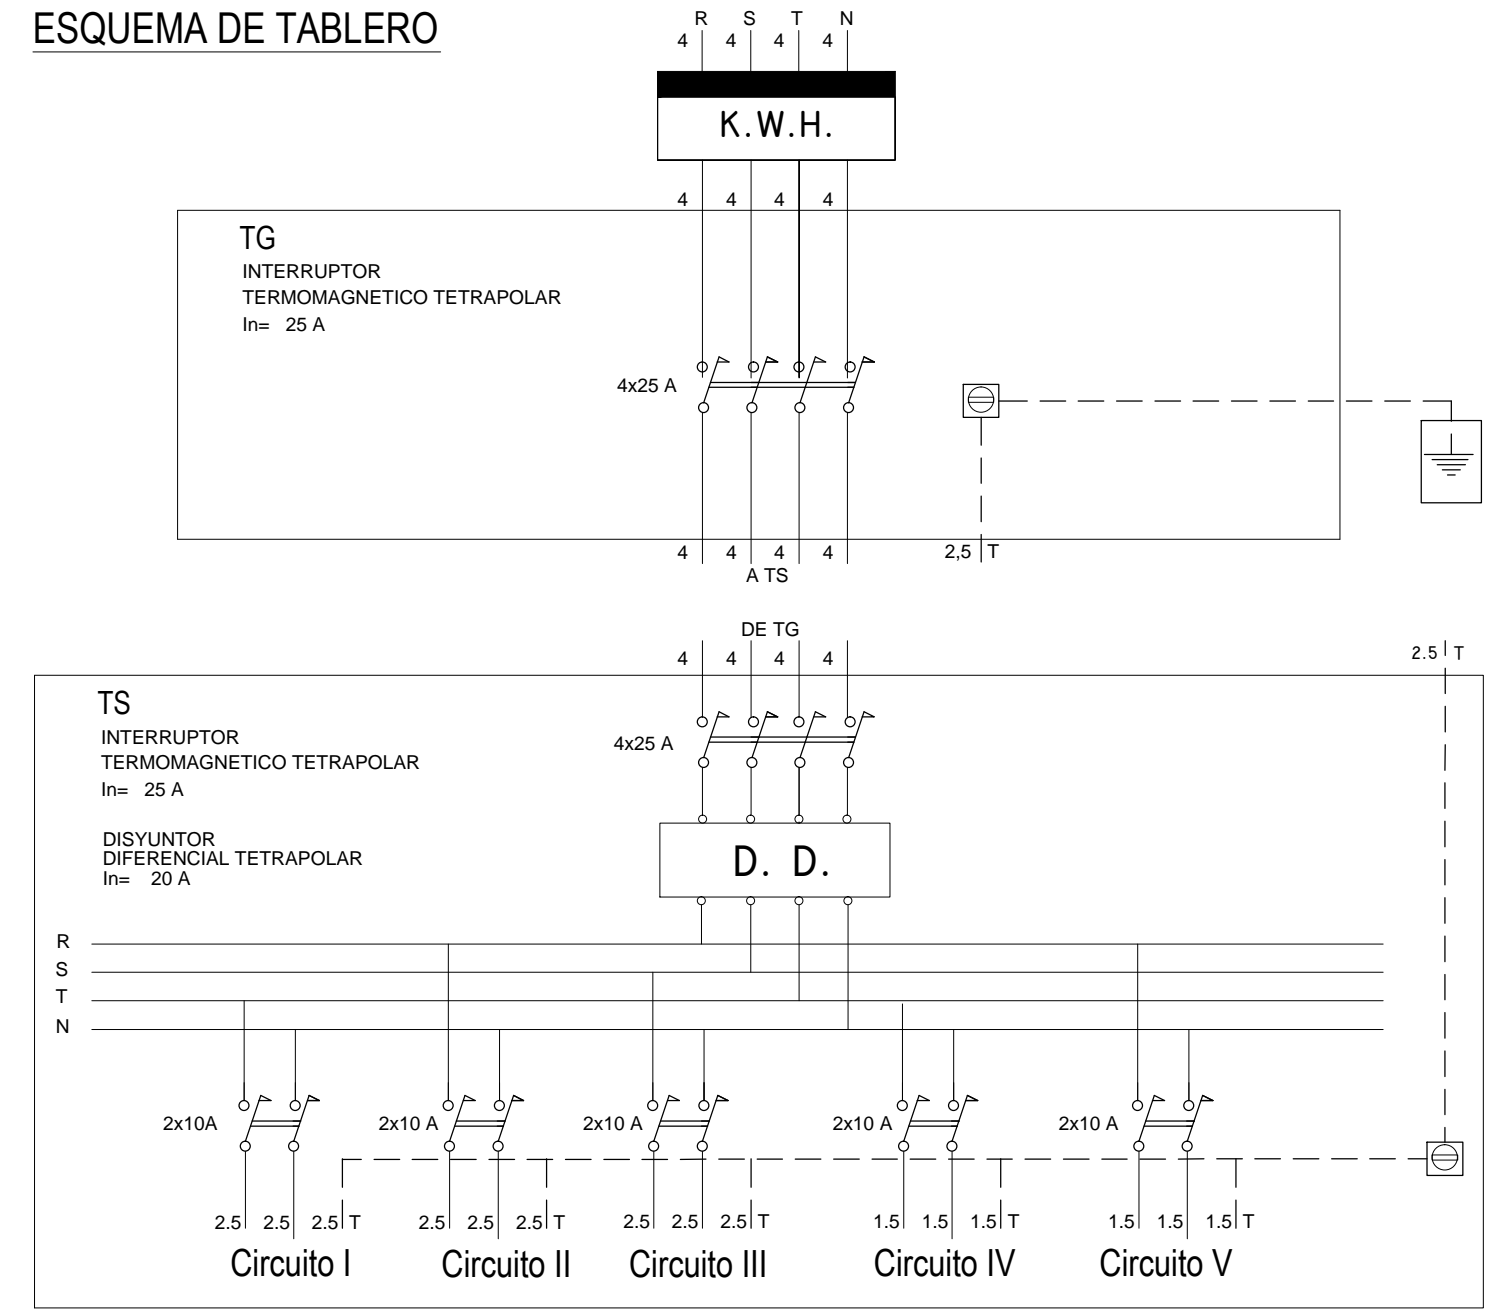 ESQUEMA DE TABLERO
R S T N
4 4 4 4
K.W.H.
4 4 4 4
TG
INTERRUPTOR
TERMOMAGNETICO TETRAPOLAR
In= 25 A
4x25 A
4 4 4 4
2,5 T
A TS
DE TG
4 4 4 4
2.5 T
TS
INTERRUPTOR
TERMOMAGNETICO TETRAPOLAR
In= 25 A
4x25 A
DISYUNTOR
DIFERENCIAL TETRAPOLAR
In= 20 A
D. D.
R
S
T
N
2x10A 2x10 A 2x10 A 2x10 A 2x10 A
2.5 2.5 2.5 T 2.5 2.5 2.5 T 2.5 2.5 2.5 T 1.5 1.5 1.5 T 1.5 1.5 1.5 T
Circuito I Circuito II Circuito III Circuito IV Circuito V